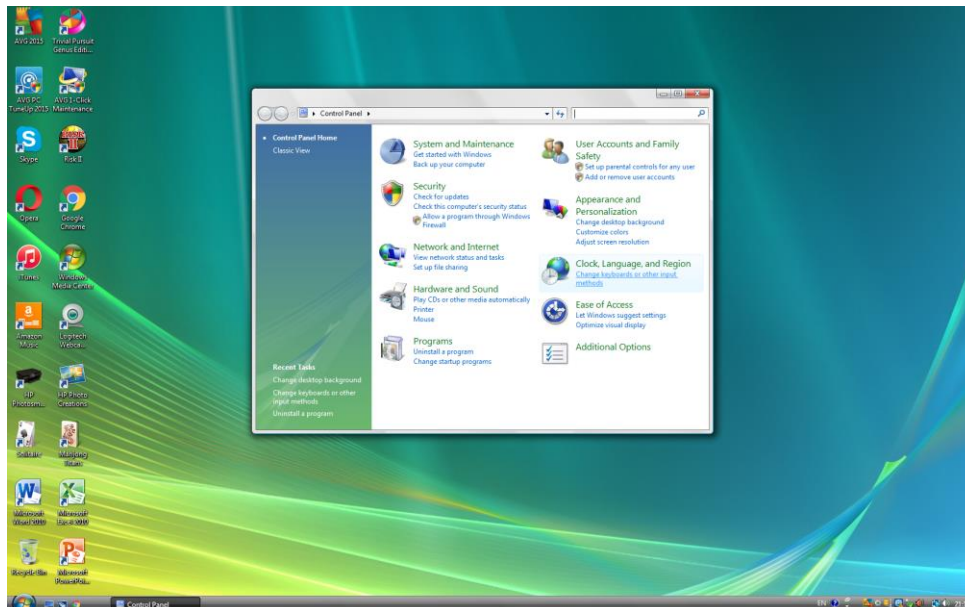 AVG 2015
Trivial Pursuit
Genus Editi...
AVG PC
TuneUp 2015
AVG 1-Click
Maintenance
Skype
Risk II
Opera
Google
Chrome
iTunes
Windows
Media Center
Amazon
Music
Logitech
Webca...
HP
Photosm...
HP Photo
Creations
Solitaire
Mahjong
Titans
Microsoft
Word 2010
Microsoft
Excel 2010
Recycle Bin
Microsoft
PowerPoi...
Control Panel
Control Panel Home
Classic View
Recent Tasks
Change desktop background
Change keyboards or other
input methods
Uninstall a program
System and Maintenance
Get started with Windows
Back up your computer
Security
Check for updates
Check this computer's security status
Allow a program through Windows
Firewall
Network and Internet
View network status and tasks
Set up file sharing
Hardware and Sound
Play CDs or other media automatically
Printer
Mouse
Programs
Uninstall a program
Change startup programs
User Accounts and Family
Safety
Set up parental controls for any user
Add or remove user accounts
Appearance and
Personalization
Change desktop background
Customize colors
Adjust screen resolution
Clock, Language, and Region
Change keyboards or other input
methods
Ease of Access
Let Windows suggest settings
Optimize visual display
Additional Options
Control Panel
EN